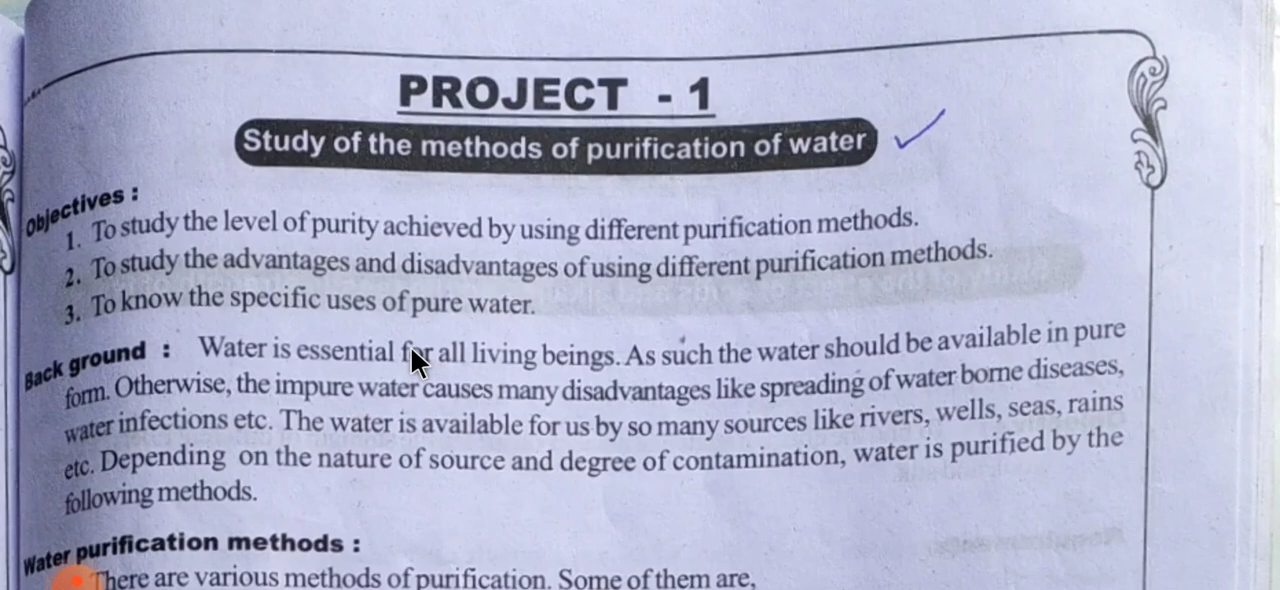 PROJECT - 1
Study of the methods of purification of water
Objectives :
1. To study the level of purity achieved by using different purification methods.
2. To study the advantages and disadvantages of using different purification methods.
3. To know the specific uses of pure water.
Back ground : Water is essential for all living beings. As such the water should be available in pure
form. Otherwise, the impure water causes many disadvantages like spreading of water borne diseases,
water infections etc. The water is available for us by so many sources like rivers, wells, seas, rains
etc. Depending on the nature of source and degree of contamination, water is purified by the
following methods.
Water purification methods :
There are various methods of purification. Some of them are,